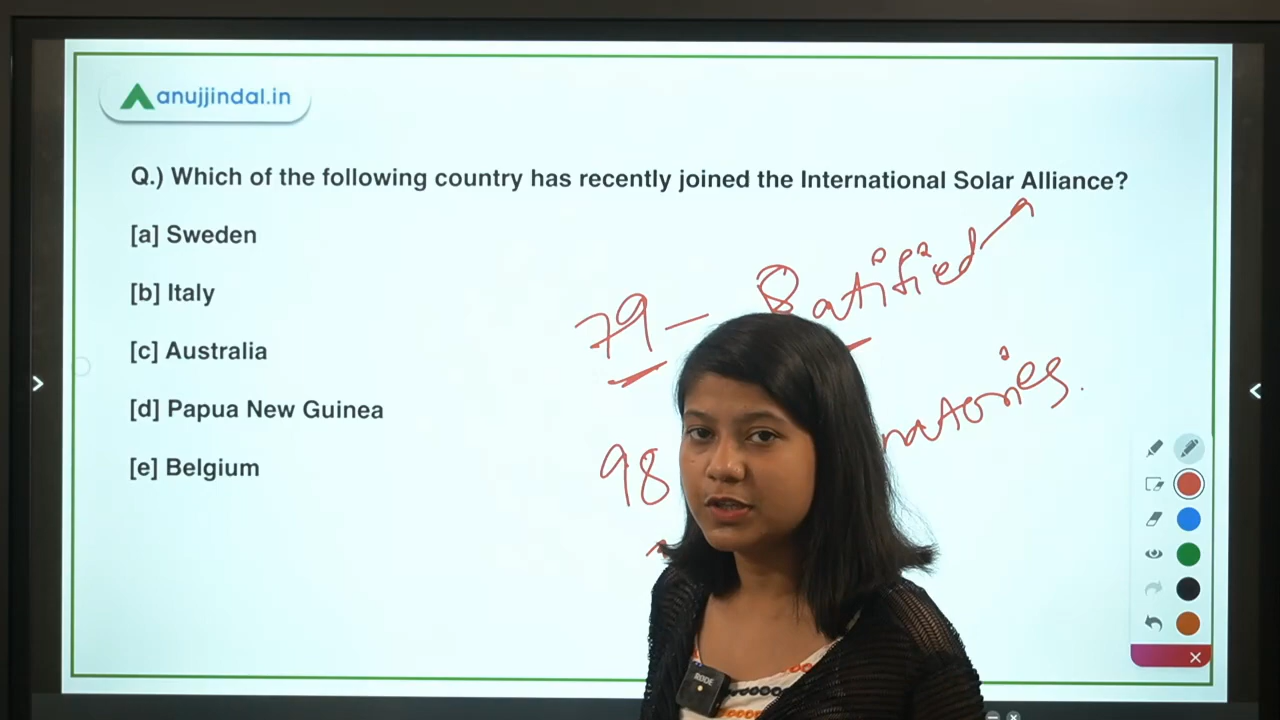 anujjindal.in
Q.) Which of the following country has recently joined the International Solar Alliance?
[a] Sweden
[b] Italy
[c] Australia
[d] Papua New Guinea
[e] Belgium
79 — Ratified
98
RODE